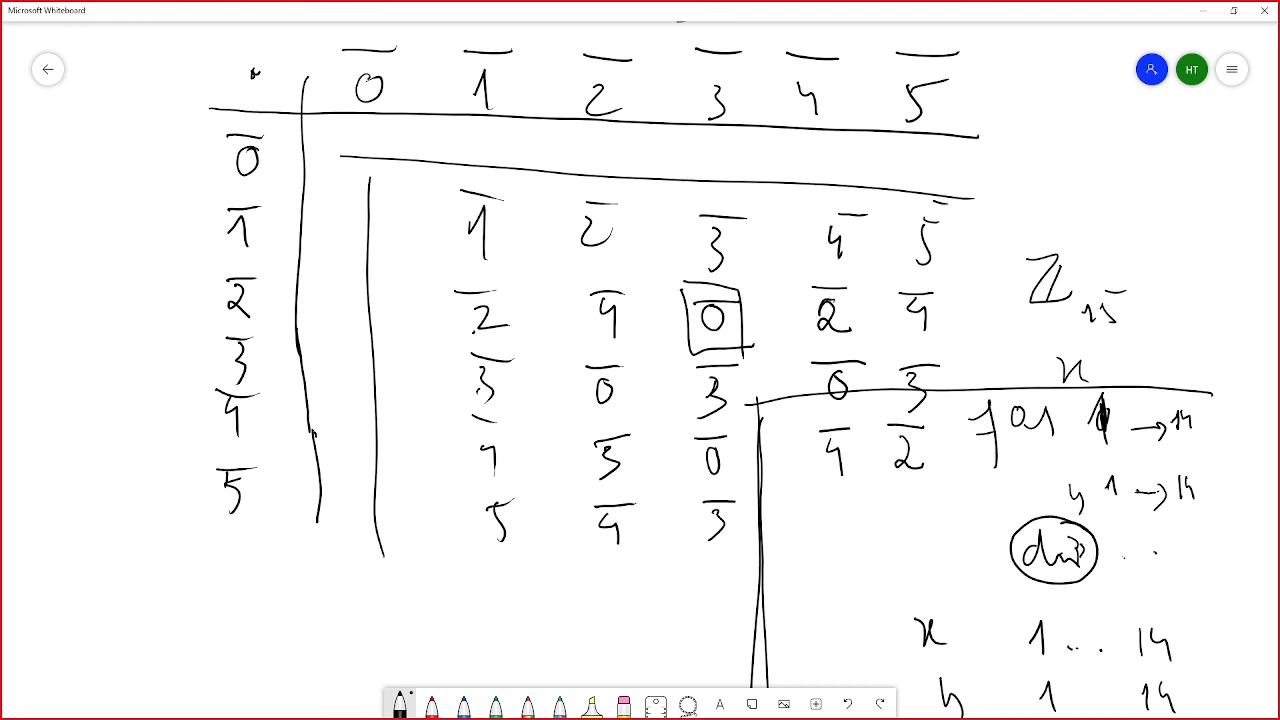 Microsoft Whiteboard
HT
· 0̅ 1̅ 2̅ 3̅ 4̅ 5̅
0̅
1̅ 1̅ 2̅ 3̅ 4̅ 5̅
2̅ 2̅ 4̅ 0̅ 2̅ 4̅
3̅ 3̅ 0̅ 3̅ 0̅ 3̅
4̅ 4̅ 3̅ 0̅ 4̅ 2̅
5̅ 5 4̅ 3̅
ℤ15
x
for 1 → 14
y 1 → 14
x 1 ... 14
y 1 14
A